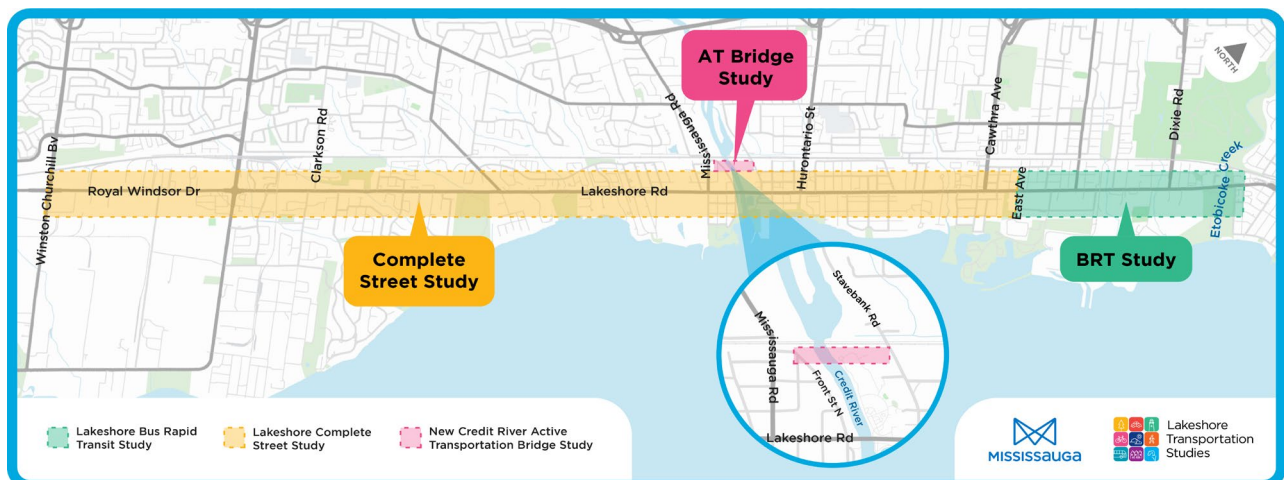 AT Bridge
Study
NORTH
Winston Churchill Bv
Royal Windsor Dr
Clarkson Rd
Lakeshore Rd
Mississauga Rd
Miss
Hurontario St
Cawthra Ave
East Ave
Dixie Rd
Etobicoke Creek
Complete
Street Study
BRT Study
Stavebank Rd
Mississauga Rd
Front St N
Credit River
Lakeshore Rd
Lakeshore Bus Rapid
Transit Study
Lakeshore Complete
Street Study
New Credit River Active
Transportation Bridge Study
MISSISSAUGA
Lakeshore
Transportation
Studies